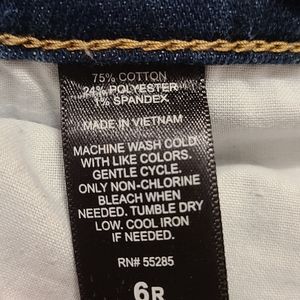 75% COTTON
24% POLYESTER
1% SPANDEX
MADE IN VIETNAM
MACHINE WASH COLD
WITH LIKE COLORS.
GENTLE CYCLE.
ONLY NON-CHLORINE
BLEACH WHEN
NEEDED. TUMBLE DRY
LOW. COOL IRON
IF NEEDED.
RN# 55285
6R